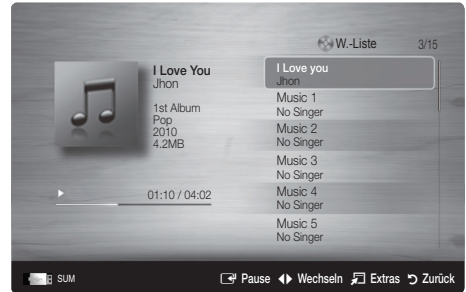 W.-Liste 3/15
I Love You
Jhon
1st Album
Pop
2010
4.2MB
01:10 / 04:02
I Love you
Jhon
Music 1
No Singer
Music 2
No Singer
Music 3
No Singer
Music 4
No Singer
Music 5
No Singer
SUM Pause Wechseln Extras Zurück